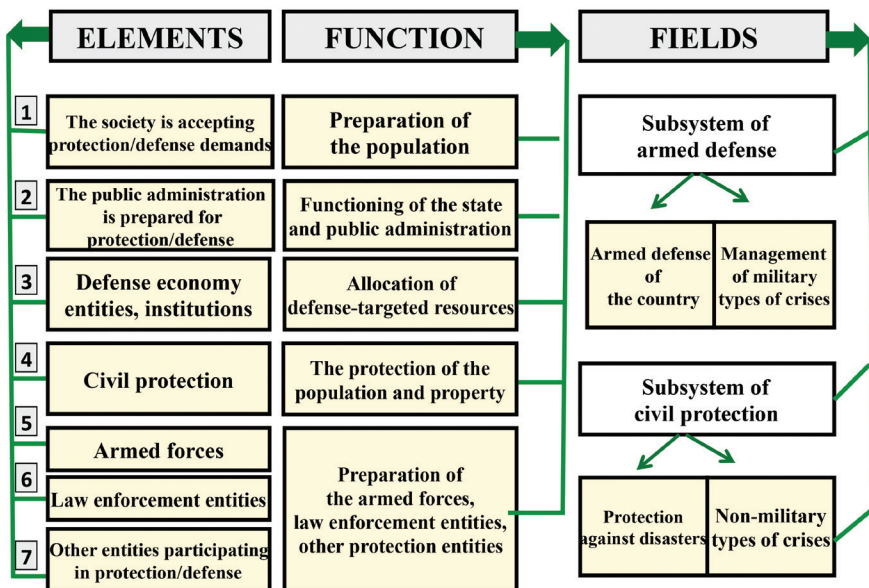 ELEMENTS
FUNCTION
FIELDS
1
The society is accepting
protection/defense demands
Preparation of
the population
2
The public administration
is prepared for
protection/defense
Functioning of the state
and public administration
3
Defense economy
entities, institutions
Allocation of
defense-targeted resources
4
Civil protection
The protection of the
population and property
5
Armed forces
6
Law enforcement entities
7
Other entities participating
in protection/defense
Preparation of
the armed forces,
law enforcement entities,
other protection entities
Subsystem of
armed defense
Armed defense
of
the country
Management
of military
types of crises
Subsystem of
civil protection
Protection
against disasters
Non-military
types of crises